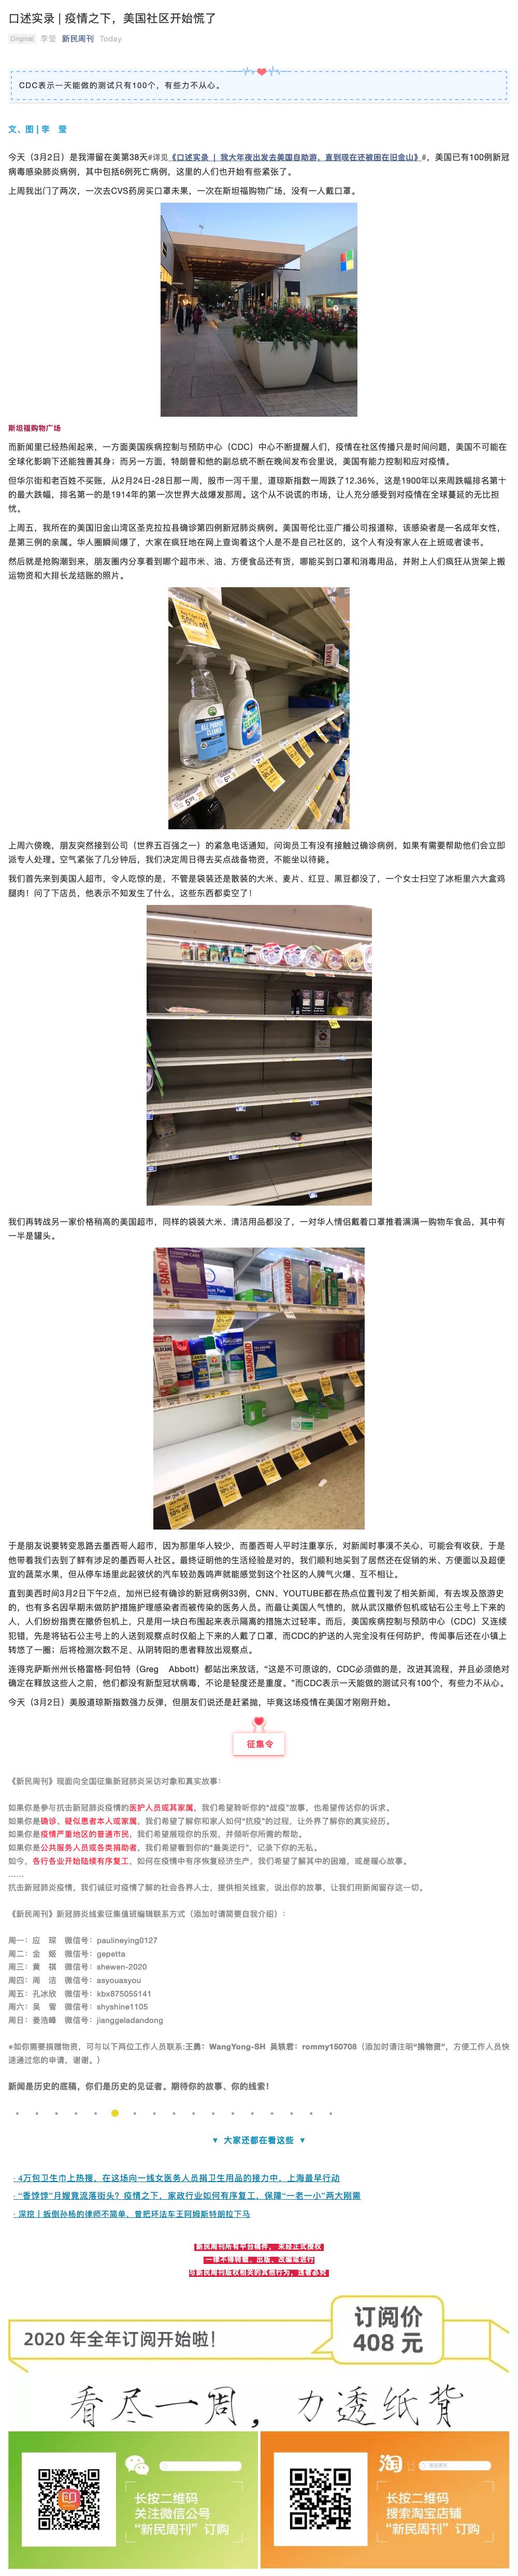 口述实录 | 疫情之下，美国社区开始慌了
Original 李莹 新民周刊 Today
CDC表示一天能做的测试只有100个，有些力不从心。
文、图 | 李　莹
今天（3月2日）是我滞留在美第38天#详见《口述实录 | 我大年夜出发去美国自助游，直到现在还被困在旧金山》#，美国已有100例新冠
病毒感染肺炎病例，其中包括6例死亡病例，这里的人们也开始有些紧张了。
上周我出门了两次，一次去CVS药房买口罩未果，一次在斯坦福购物广场，没有一人戴口罩。
斯坦福购物广场
而新闻里已经热闹起来，一方面美国疾病控制与预防中心（CDC）中心不断提醒人们，疫情在社区传播只是时间问题，美国不可能在
全球化影响下还能独善其身；而另一方面，特朗普和他的副总统不断在晚间发布会里说，美国有能力控制和应对疫情。
但华尔街和老百姓不买账，从2月24日-28日那一周，股市一泻千里，道琼斯指数一周跌了12.36%，这是1900年以来周跌幅排名第十
的最大跌幅，排名第一的是1914年的第一次世界大战爆发那周。这个从不说谎的市场，让人充分感受到对疫情在全球蔓延的无比担
忧。
上周五，我所在的美国旧金山湾区圣克拉拉县确诊第四例新冠肺炎病例。美国哥伦比亚广播公司报道称，该感染者是一名成年女性，
是第三例的亲属。华人圈瞬间爆了，大家在疯狂地在网上查询着这个人是不是自己社区的，这个人有没有家人在上班或者读书。
然后就是抢购潮到来，朋友圈内分享着到哪个超市米、油、方便食品还有货，哪能买到口罩和消毒用品，并附上人们疯狂从货架上搬
运物资和大排长龙结账的照片。
上周六傍晚，朋友突然接到公司（世界五百强之一）的紧急电话通知，问询员工有没有接触过确诊病例，如果有需要帮助他们会立即
派专人处理。空气紧张了几分钟后，我们决定周日得去买点战备物资，不能坐以待毙。
我们首先来到美国人超市，令人吃惊的是，不管是袋装还是散装的大米、麦片、红豆、黑豆都没了，一个女士扫空了冰柜里六大盒鸡
腿肉！问了下店员，他表示不知发生了什么，这些东西都卖空了！
我们再转战另一家价格稍高的美国超市，同样的袋装大米、清洁用品都没了，一对华人情侣戴着口罩推着满满一购物车食品，其中有
一半是罐头。
于是朋友说要转变思路去墨西哥人超市，因为那里华人较少，而墨西哥人平时注重享乐，对新闻时事漠不关心，可能会有收获，于是
他带着我们去到了鲜有涉足的墨西哥人社区。最终证明他的生活经验是对的，我们顺利地买到了居然还在促销的米、方便面以及超便
宜的蔬菜水果，但从停车场里此起彼伏的汽车较劲轰鸣声就能感觉到这个社区的人脾气火爆、互不相让。
直到美西时间3月2日下午2点，加州已经有确诊的新冠病例33例，CNN、YOUTUBE都在热点位置刊发了相关新闻，有去埃及旅游史
的，也有多名因早期未做防护措施护理感染者而被传染的医务人员。而最让美国人气愤的，就从武汉撤侨包机或钻石公主号上下来的
人，人们纷纷指责在撤侨包机上，只是用一块白布围起来表示隔离的措施太过轻率。而后，美国疾病控制与预防中心（CDC）又连续
犯错，先是将钻石公主号上的人送到观察点时仅船上下来的人戴了口罩，而CDC的护送的人完全没有任何防护，传闻事后还在小镇上
转悠了一圈；后将检测次数不足、从阴转阳的患者释放出观察点。
连得克萨斯州州长格雷格·阿伯特（Greg　Abbott）都站出来放话，“这是不可原谅的，CDC必须做的是，改进其流程，并且必须绝对
确定在释放这些人之前，他们都没有新型冠状病毒，不论是轻度还是重度。”而CDC表示一天能做的测试只有100个，有些力不从心。
今天（3月2日）美股道琼斯指数强力反弹，但朋友们说还是赶紧抛，毕竟这场疫情在美国才刚刚开始。
征集令
《新民周刊》现面向全国征集新冠肺炎采访对象和真实故事：
如果你是参与抗击新冠肺炎疫情的医护人员或其家属，我们希望聆听你的“战疫”故事，也希望传达你的诉求。
如果你是确诊、疑似患者本人或家属，我们希望了解你和家人如何“抗疫”的过程，让外界了解你的真实经历。
如果你是疫情严重地区的普通市民，我们希望展现你的乐观，并倾听你所需的帮助。
如果你是公共服务人员或各类捐助者，我们希望看到你的“最美逆行”，记录下你的无私。
如今，各行各业开始陆续有序复工，如何在疫情中有序恢复经济生产，我们希望了解其中的困难，或是暖心故事。
……
抗击新冠肺炎疫情，我们诚征对疫情了解的社会各界人士，提供相关线索，说出你的故事，让我们用新闻留存这一切。
《新民周刊》新冠肺炎线索征集值班编辑联系方式（添加时请简要自我介绍）：
周一：应　琛　微信号：paulineying0127
周二：金　姬　微信号：gepetta
周三：黄　祺　微信号：shewen-2020
周四：周　洁　微信号：asyouasyou
周五：孔冰欣　微信号：kbx875055141
周六：吴　雪　微信号：shyshine1105
周日：姜浩峰　微信号：jianggeladandong
*如你需要捐赠物资，可与以下两位工作人员联系:王勇：WangYong-SH 吴轶君：rommy150708（添加时请注明“捐物资”，方便工作人员快
速通过您的申请，谢谢。）
新闻是历史的底稿，你们是历史的见证者。期待你的故事、你的线索！
▼ 大家还都在看这些 ▼
· 4万包卫生巾上热搜，在这场向一线女医务人员捐卫生用品的接力中，上海最早行动
· “香饽饽”月嫂竟流落街头？疫情之下，家政行业如何有序复工，保障“一老一小”两大刚需
· 深挖丨扳倒孙杨的律师不简单，曾把环法车王阿姆斯特朗拉下马
新民周刊所有平台稿件，未经正式授权
一律不得转载、出版、改编或进行
与新民周刊版权相关的其他行为，违者必究
2020 年全年订阅开始啦！
订阅价
408 元
看尽一周，力透纸背
长按二维码
关注微信公号
“新民周刊”订购
淘
长按二维码
搜索淘宝店铺
“新民周刊”订购